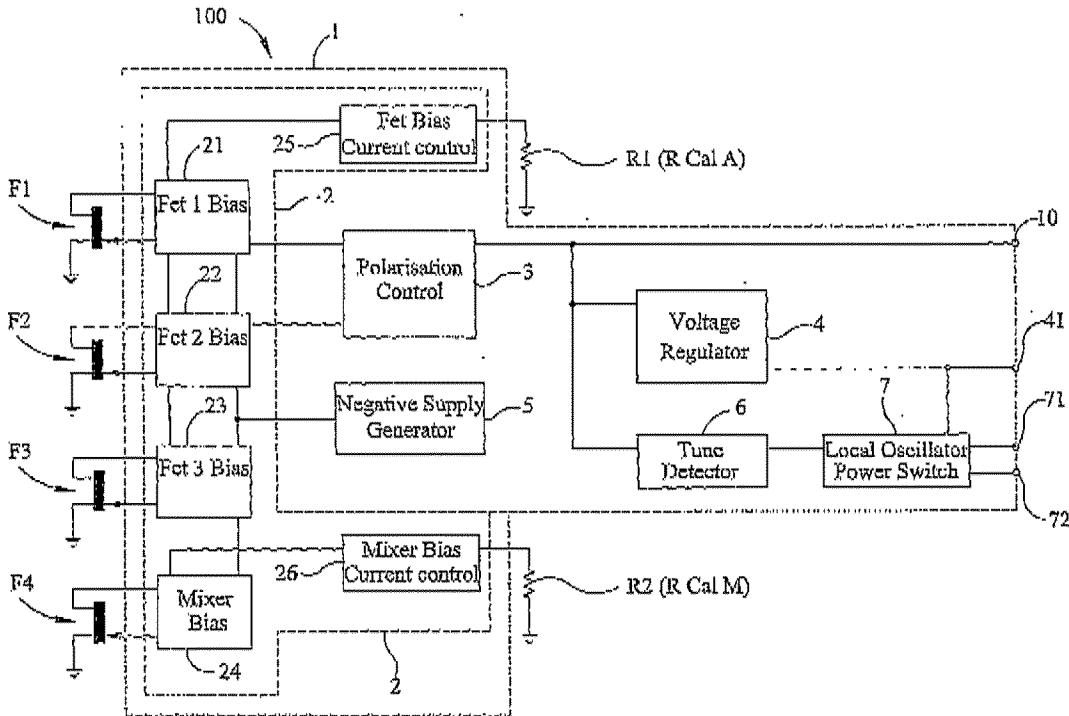 100
1
Fet Bias
Current control
25
R1 (R Cal A)
21
F1
Fet 1 Bias
2
10
Polarisation
Control
3
22
F2
Fet 2 Bias
Voltage
Regulator
4
41
Negative Supply
Generator
5
23
6
7
71
F3
Fet 3 Bias
Tune
Detector
Local Oscillator
Power Switch
72
Mixer Bias
Current control
26
R2 (R Cal M)
F4
Mixer
Bias
24
2